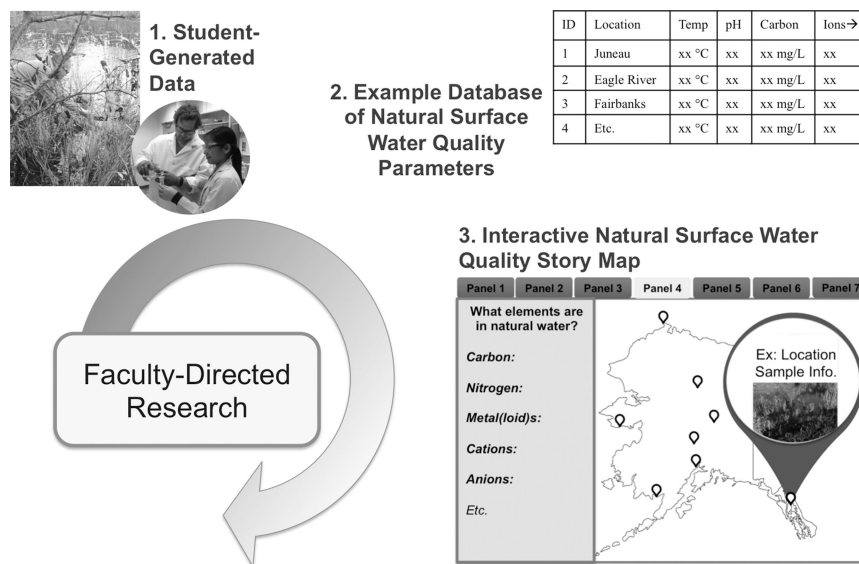 1. Student-
Generated
Data
2. Example Database
of Natural Surface
Water Quality
Parameters
ID Location Temp pH Carbon Ions→
1 Juneau xx °C xx xx mg/L xx
2 Eagle River xx °C xx xx mg/L xx
3 Fairbanks xx °C xx xx mg/L xx
4 Etc. xx °C xx xx mg/L xx
Faculty-Directed
Research
3. Interactive Natural Surface Water
Quality Story Map
Panel 1 Panel 2 Panel 3 Panel 4 Panel 5 Panel 6 Panel 7
What elements are
in natural water?
Carbon:
Nitrogen:
Metal(loid)s:
Cations:
Anions:
Etc.
Ex: Location
Sample Info.